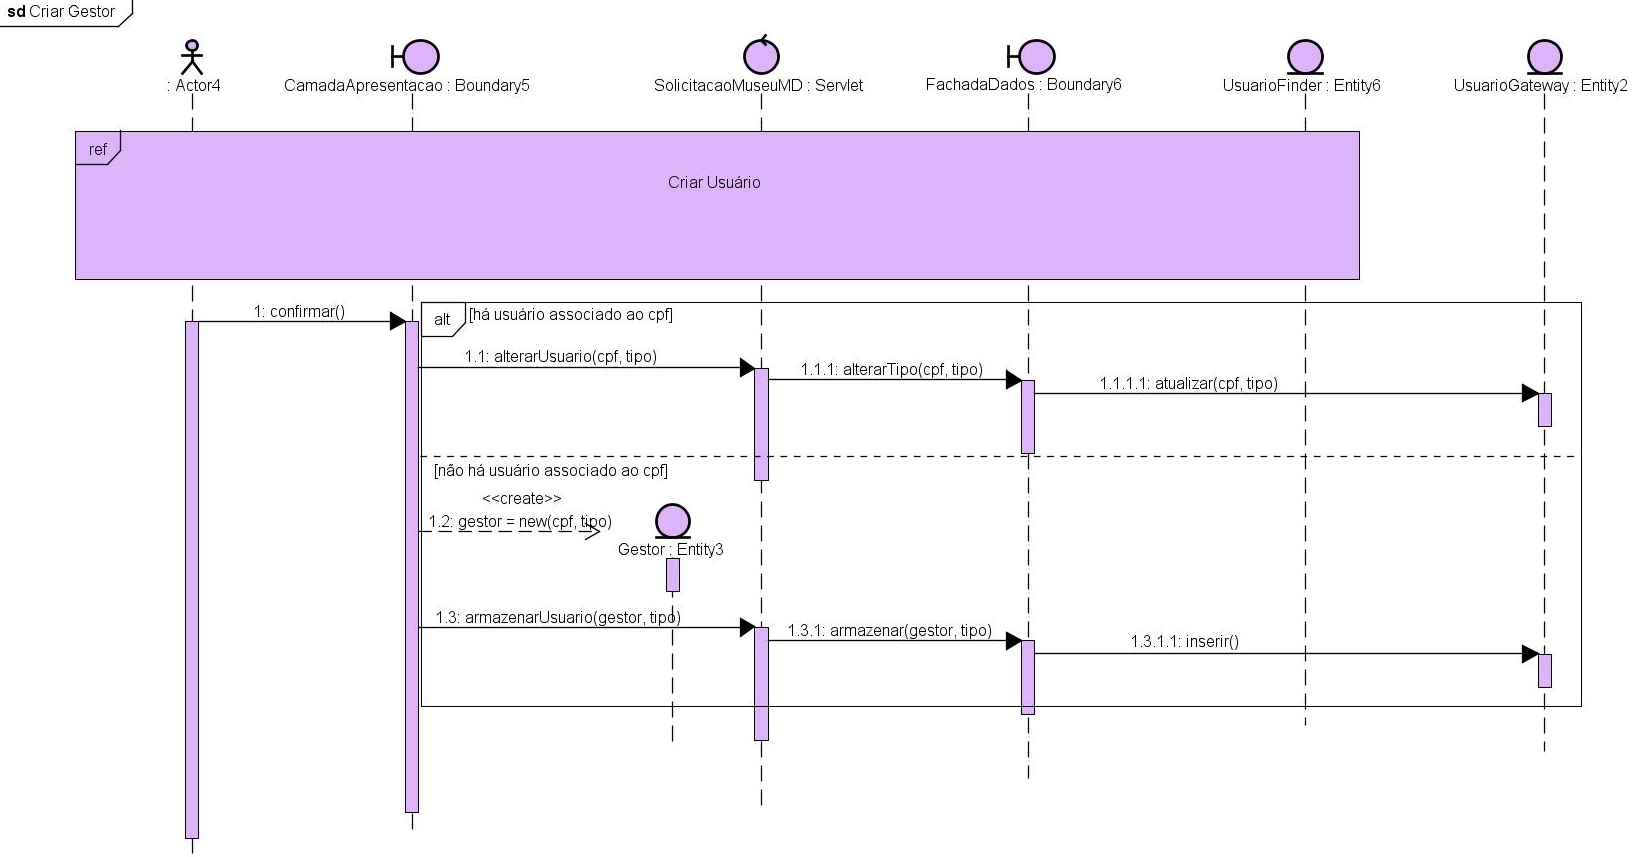 sd Criar Gestor
: Actor4
CamadaApresentacao : Boundary5
SolicitacaoMuseuMD : Servlet
FachadaDados : Boundary6
UsuarioFinder : Entity6
UsuarioGateway : Entity2
ref
Criar Usuário
1: confirmar()
alt
[há usuário associado ao cpf]
1.1: alterarUsuario(cpf, tipo)
1.1.1: alterarTipo(cpf, tipo)
1.1.1.1: atualizar(cpf, tipo)
[não há usuário associado ao cpf]
<<create>>
1.2: gestor = new(cpf, tipo)
Gestor : Entity3
1.3: armazenarUsuario(gestor, tipo)
1.3.1: armazenar(gestor, tipo)
1.3.1.1: inserir()